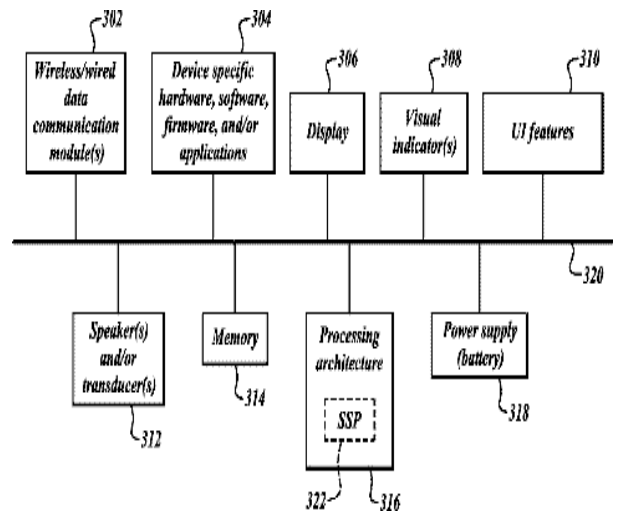 302
304
306
308
310
Wireless/wired
data
communication
module(s)
Device specific
hardware, software,
firmware, and/or
applications
Display
Visual
indicator(s)
UI features
320
Speaker(s)
and/or
transducer(s)
312
Memory
314
Processing
architecture
SSP
322
316
Power supply
(battery)
318